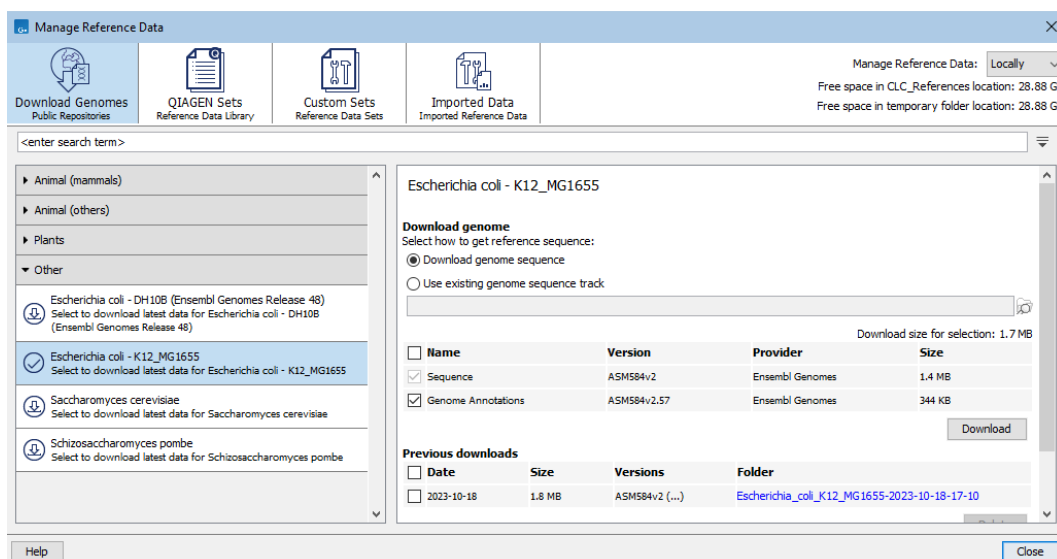 Manage Reference Data
Download Genomes
Public Repositories
QIAGEN Sets
Reference Data Library
Custom Sets
Reference Data Sets
Imported Data
Imported Reference Data
Manage Reference Data: Locally
Free space in CLC_References location: 28.88 G
Free space in temporary folder location: 28.88 G
<enter search term>
Animal (mammals)
Animal (others)
Plants
Other
Escherichia coli - DH10B (Ensembl Genomes Release 48)
Select to download latest data for Escherichia coli - DH10B
(Ensembl Genomes Release 48)
Escherichia coli - K12_MG1655
Select to download latest data for Escherichia coli - K12_MG1655
Saccharomyces cerevisiae
Select to download latest data for Saccharomyces cerevisiae
Schizosaccharomyces pombe
Select to download latest data for Schizosaccharomyces pombe
Escherichia coli - K12_MG1655
Download genome
Select how to get reference sequence:
Download genome sequence
Use existing genome sequence track
Download size for selection: 1.7 MB
Name Version Provider Size
Sequence ASM584v2 Ensembl Genomes 1.4 MB
Genome Annotations ASM584v2.57 Ensembl Genomes 344 KB
Download
Previous downloads
Date Size Versions Folder
2023-10-18 1.8 MB ASM584v2 (...) Escherichia_coli_K12_MG1655-2023-10-18-17-10
Help
Close